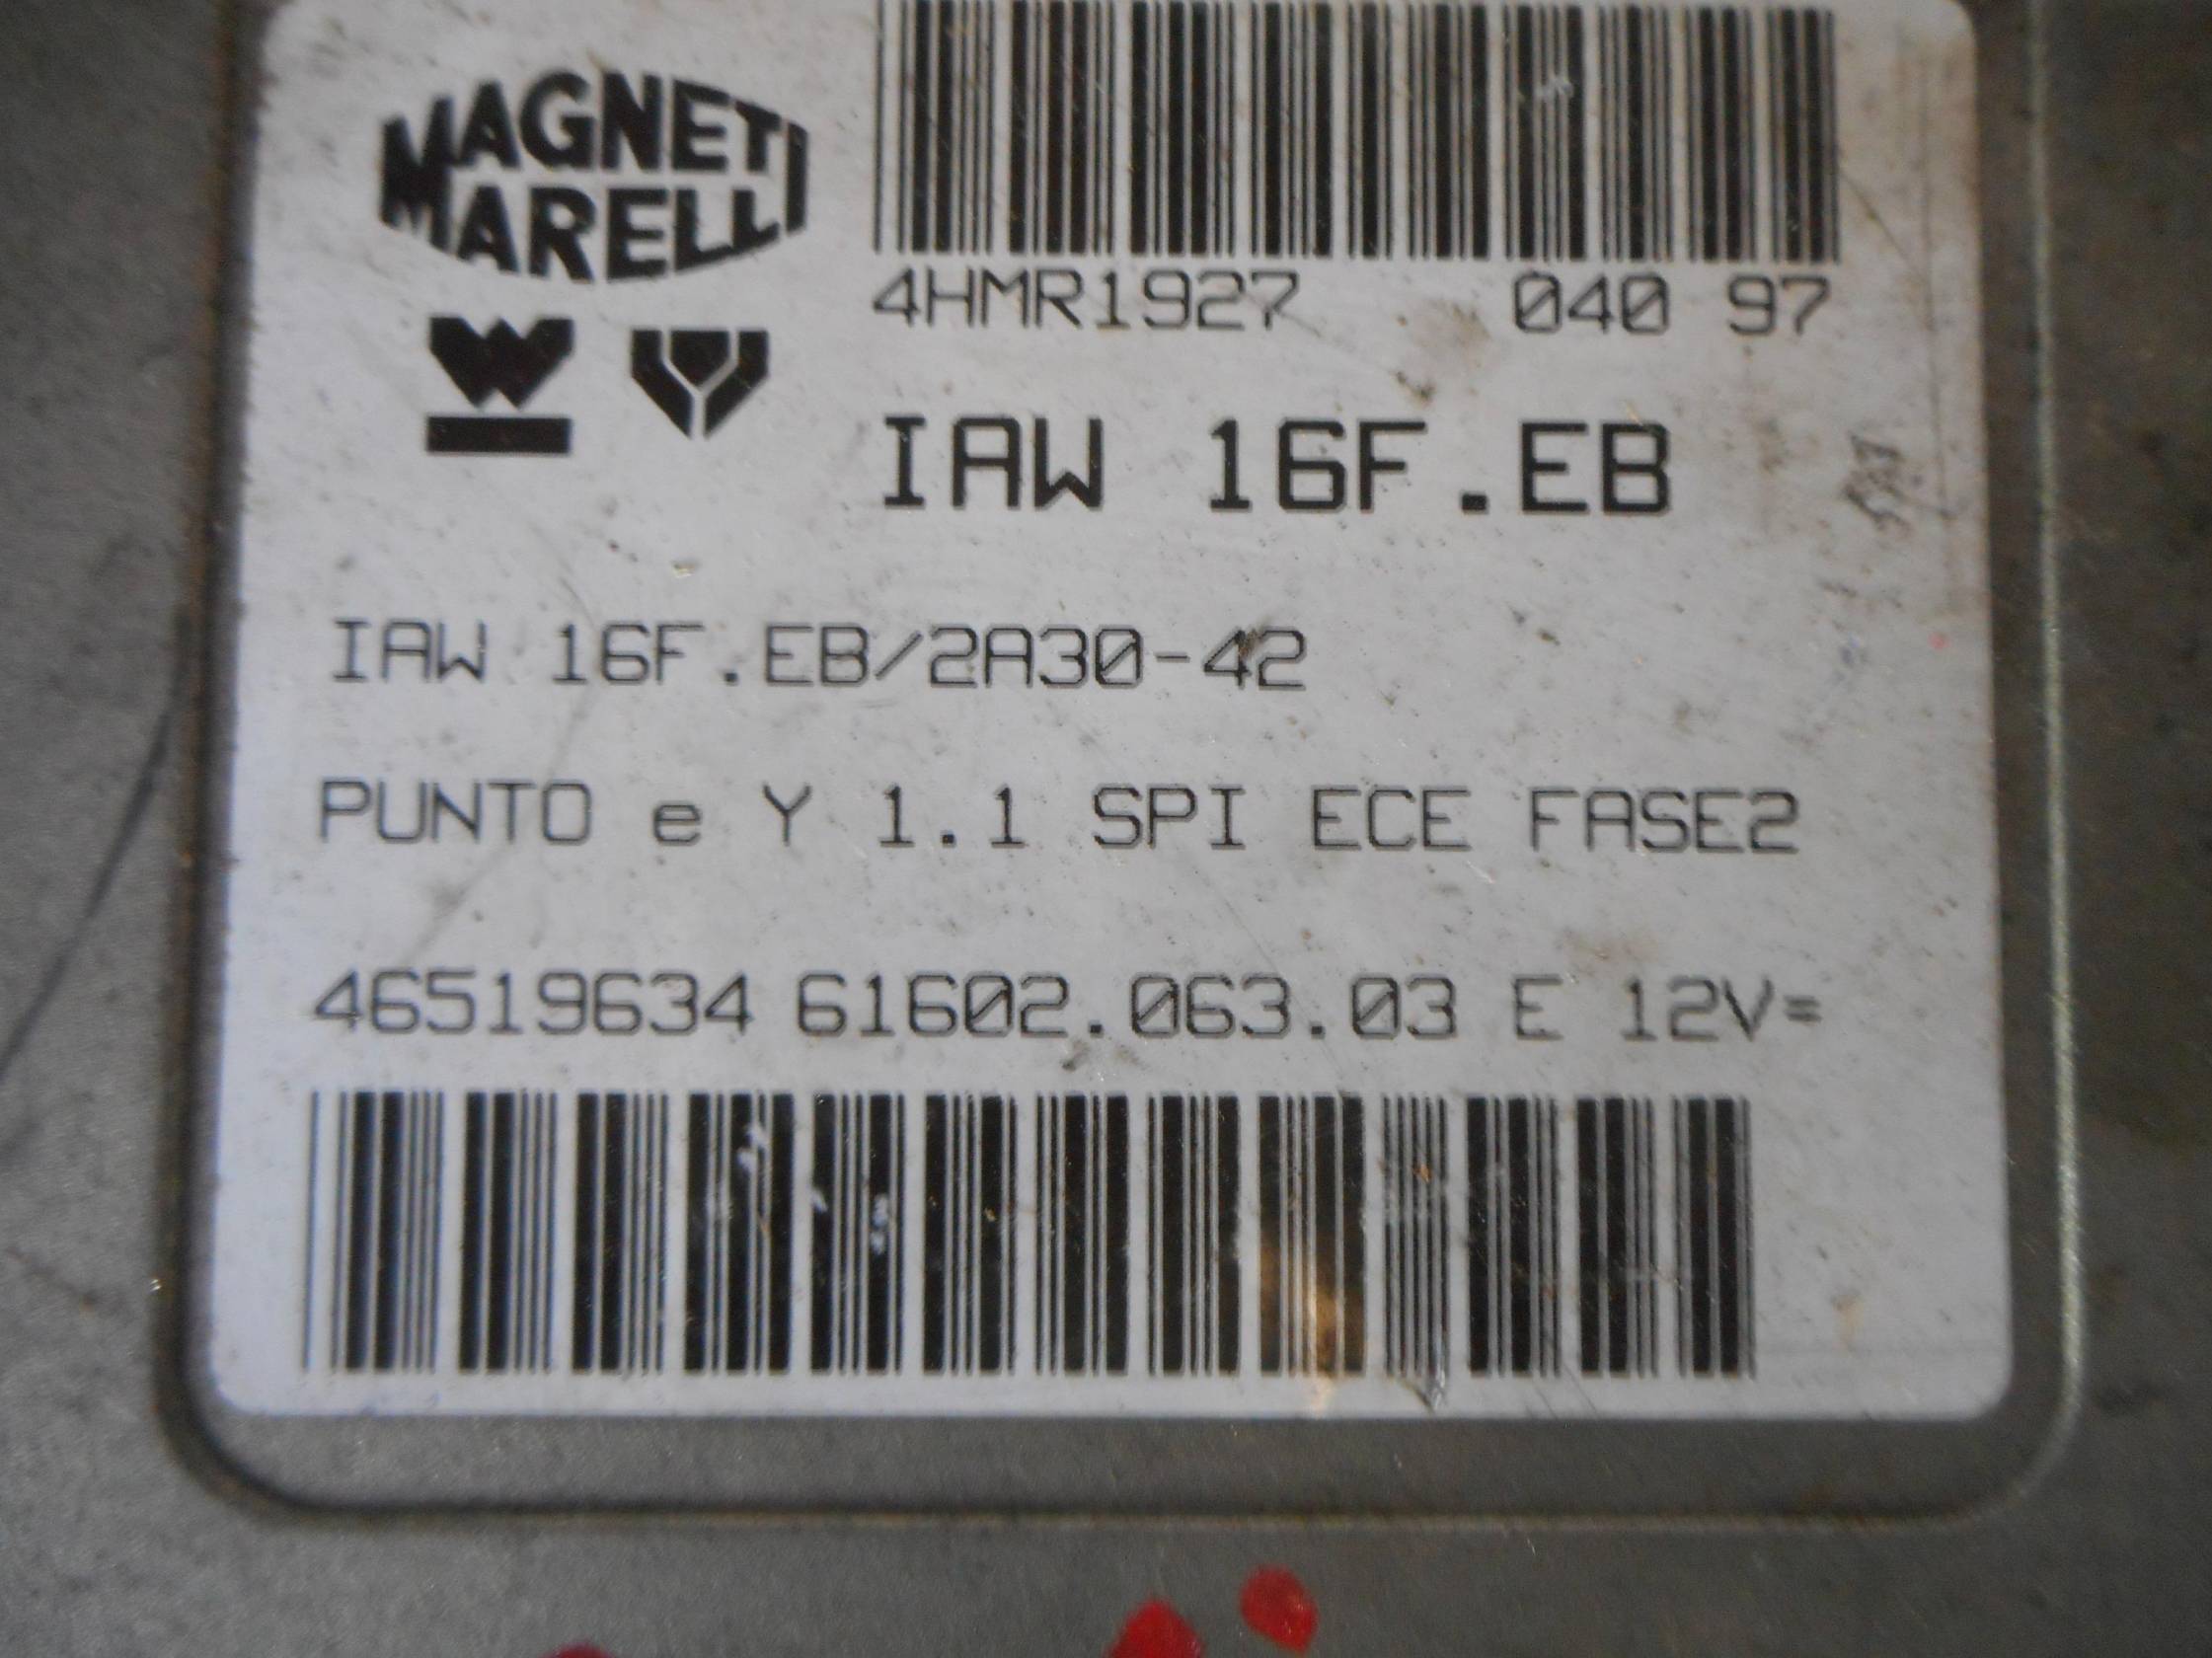 MAGNETI
MARELLI
4HMR1927 040 97
W
IAW 16F.EB
IAW 16F.EB/2A30-42
PUNTO e Y 1.1 SPI ECE FASE2
46519634 61602.063.03 E 12V=